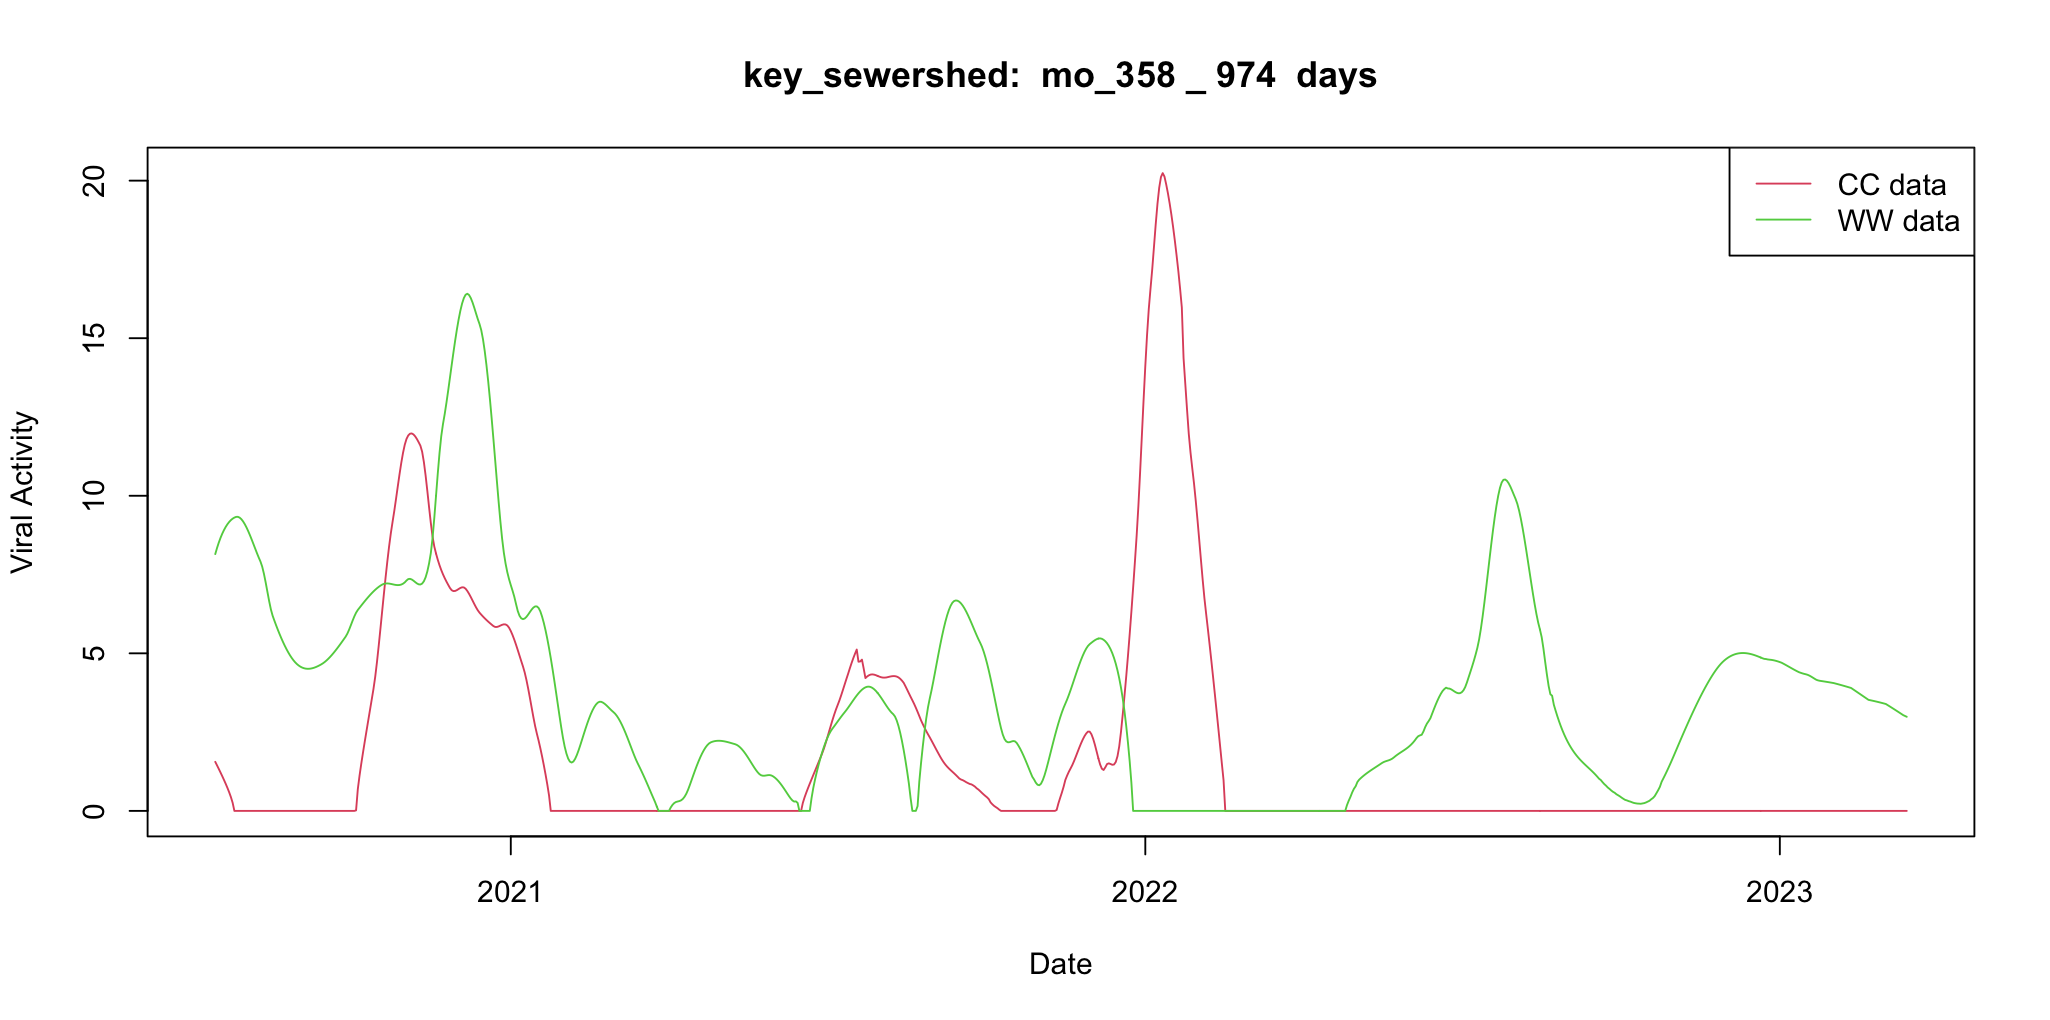 key_sewershed:  mo_358 _ 974  days
CC data
WW data
Viral Activity
20
15
10
5
0
2021
2022
2023
Date